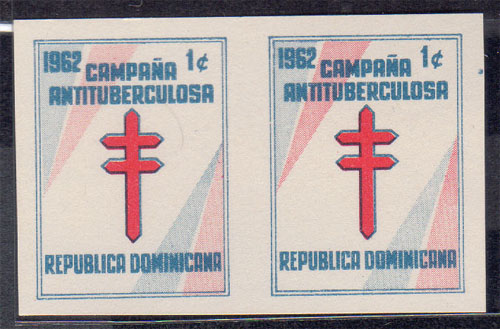 1962 1¢
CAMPAÑA
ANTITUBERCULOSA
REPUBLICA DOMINICANA
1962 1¢
CAMPAÑA
ANTITUBERCULOSA
REPUBLICA DOMINICANA